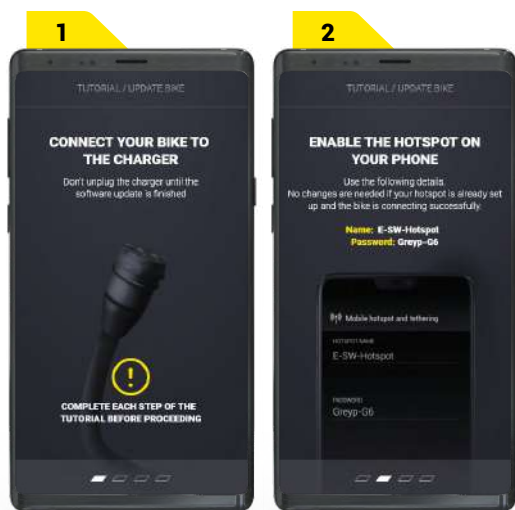 1
TUTORIAL / UPDATE BIKE
CONNECT YOUR BIKE TO
THE CHARGER
Don't unplug the charger until the
software update is finished
!
COMPLETE EACH STEP OF THE
TUTORIAL BEFORE PROCEEDING
2
TUTORIAL / UPDATE BIKE
ENABLE THE HOTSPOT ON
YOUR PHONE
Use the following details.
No changes are needed if your hotspot is already set
up and the bike is connecting successfully.
Name: E-SW-Hotspot
Password: Greyp-G6
Mobile hotspot and tethering
HOTSPOT NAME
E-SW-Hotspot
PASSWORD
Greyp-G6